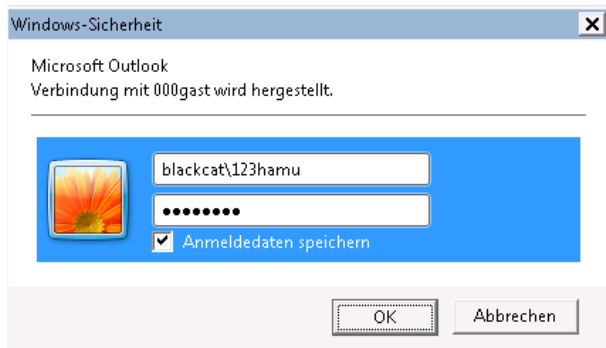 Windows-Sicherheit
Microsoft Outlook
Verbindung mit 000gast wird hergestellt.
blackcat\123hamu
••••••••
Anmeldedaten speichern
OK
Abbrechen